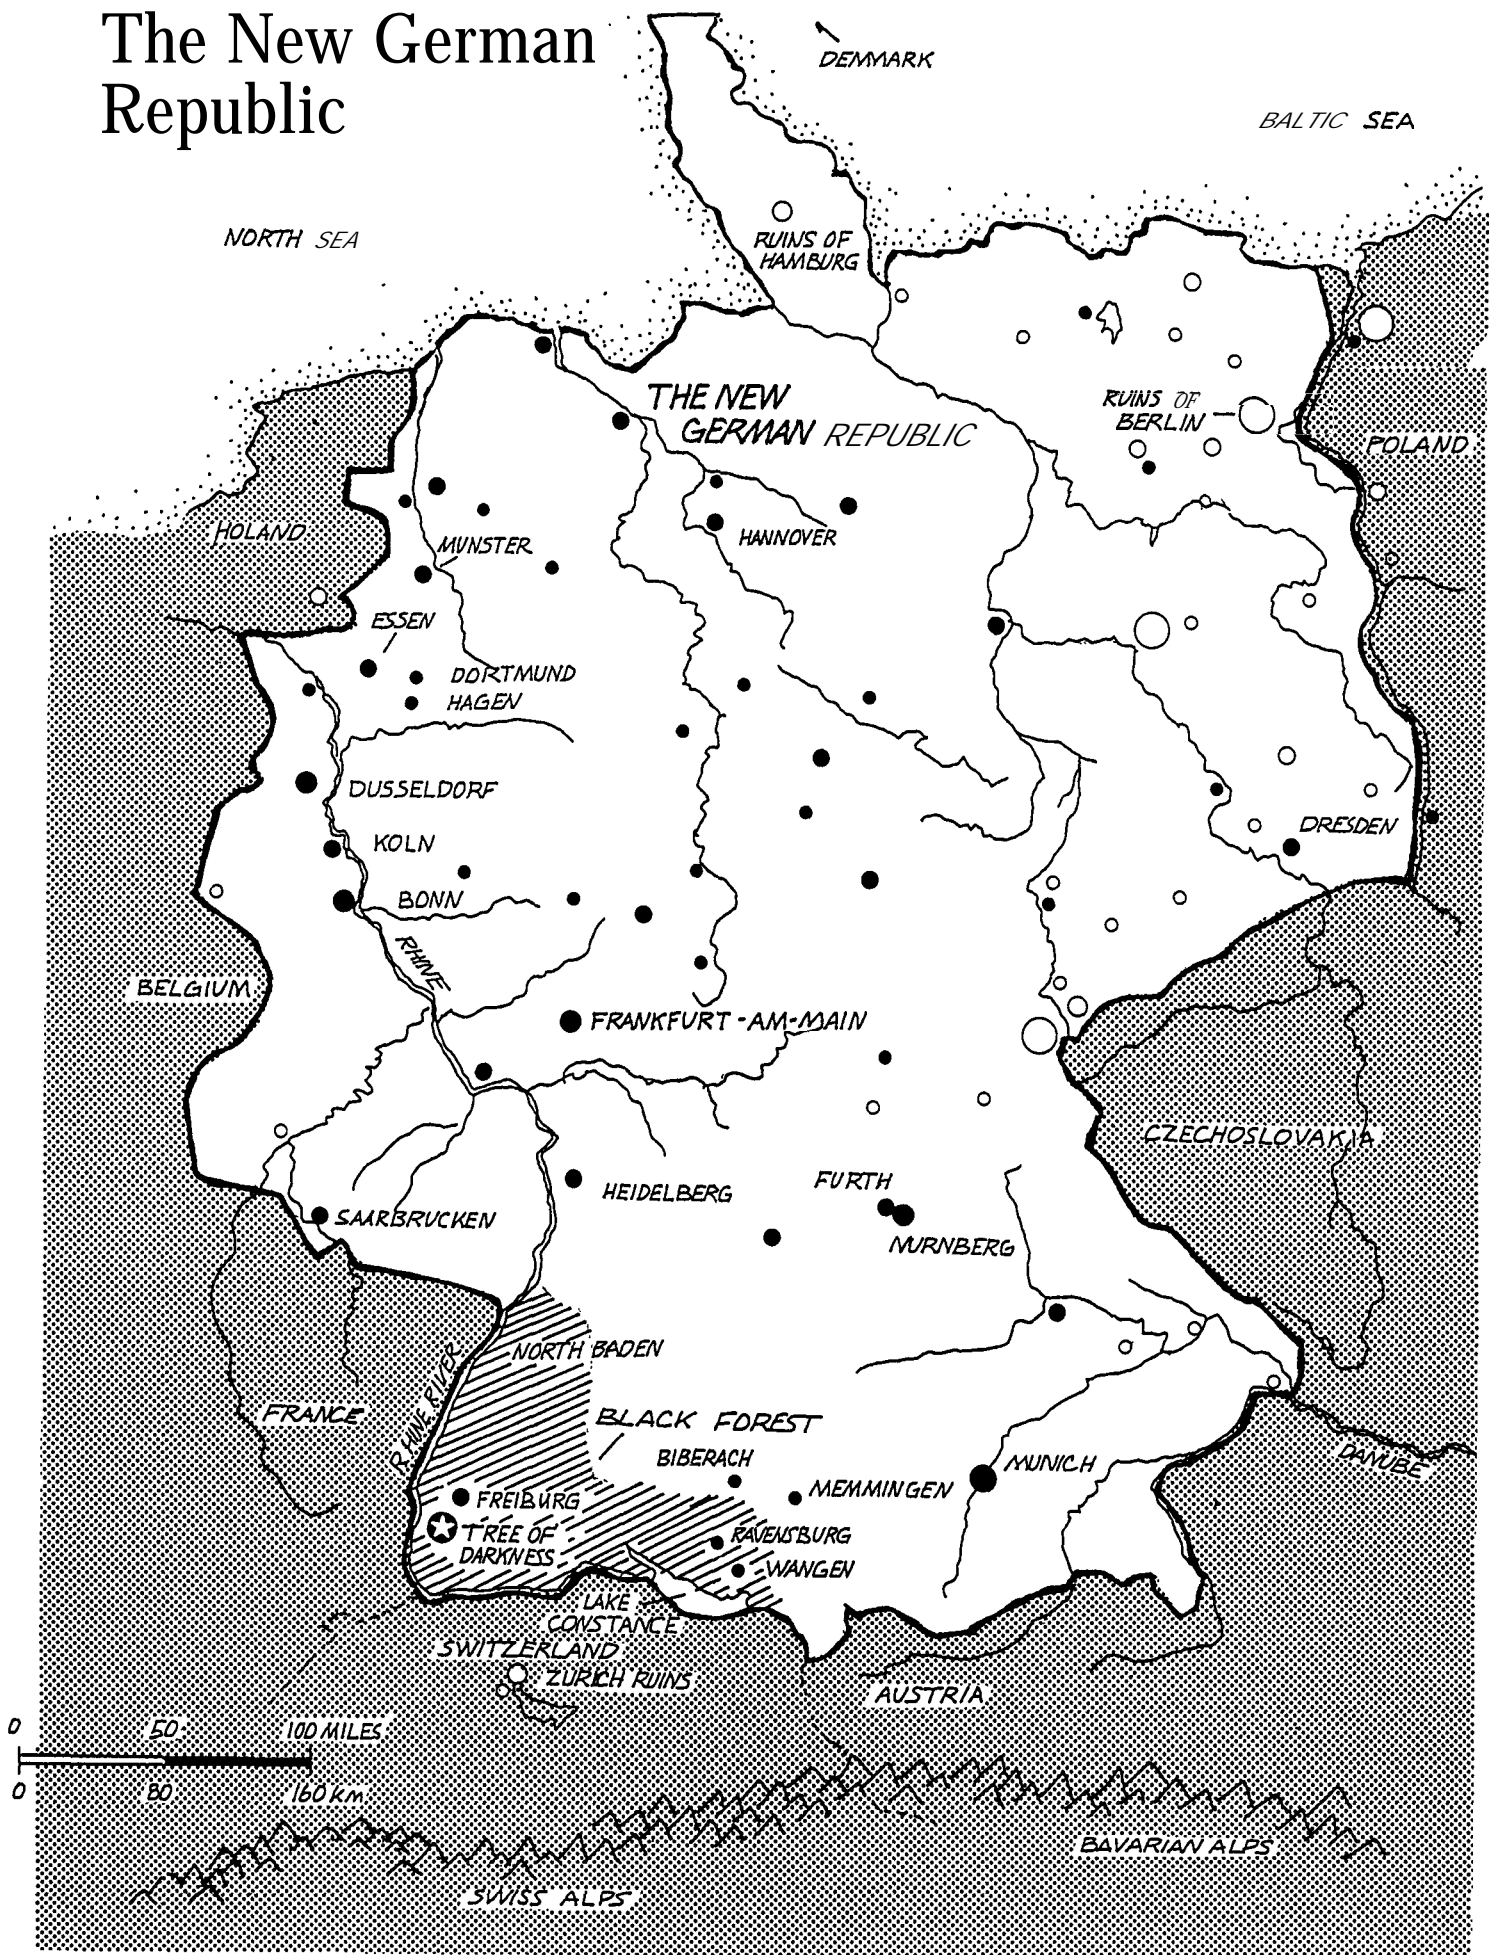 The New German
Republic
DENMARK
BALTIC SEA
NORTH SEA
RUINS OF
HAMBURG
THE NEW
GERMAN REPUBLIC
RUINS OF
BERLIN
POLAND
HOLAND
MUNSTER
HANNOVER
ESSEN
DORTMUND
HAGEN
DUSSELDORF
KOLN
DRESDEN
BONN
RHINE
BELGIUM
FRANKFURT-AM-MAIN
CZECHOSLOVAKIA
HEIDELBERG
FURTH
SAARBRUCKEN
NURNBERG
NORTH BADEN
RHINE RIVER
FRANCE
BLACK FOREST
BIBERACH
MUNICH
DANUBE
MEMMINGEN
FREIBURG
TREE OF
DARKNESS
RAVENSBURG
WANGEN
LAKE
CONSTANCE
SWITZERLAND
ZURICH RUINS
AUSTRIA
0 50 100 MILES
0 80 160 km
BAVARIAN ALPS
SWISS ALPS